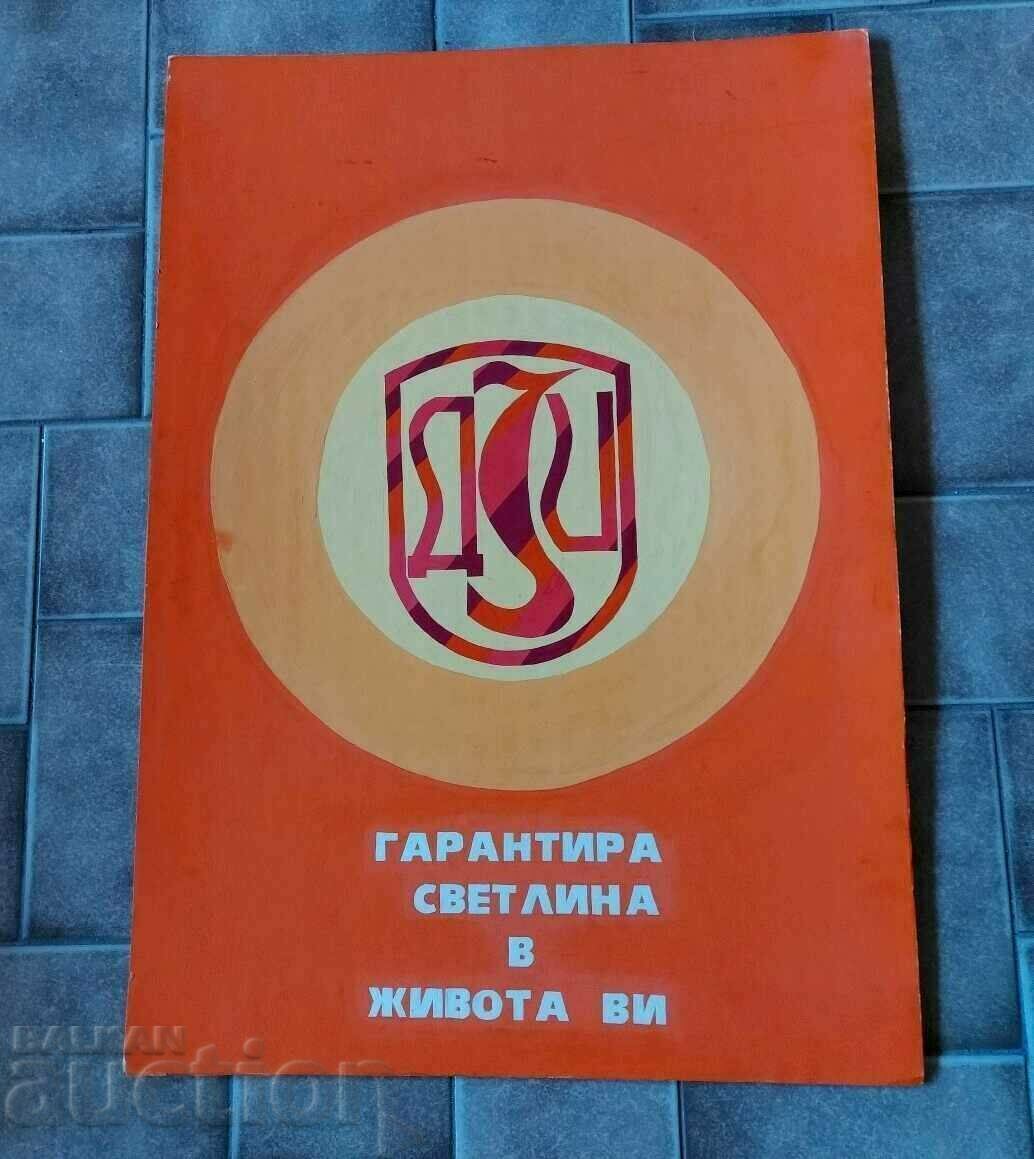 ДЗИ
ГАРАНТИРА
СВЕТЛИНА
В
ЖИВОТА ВИ
BALKAN
auction